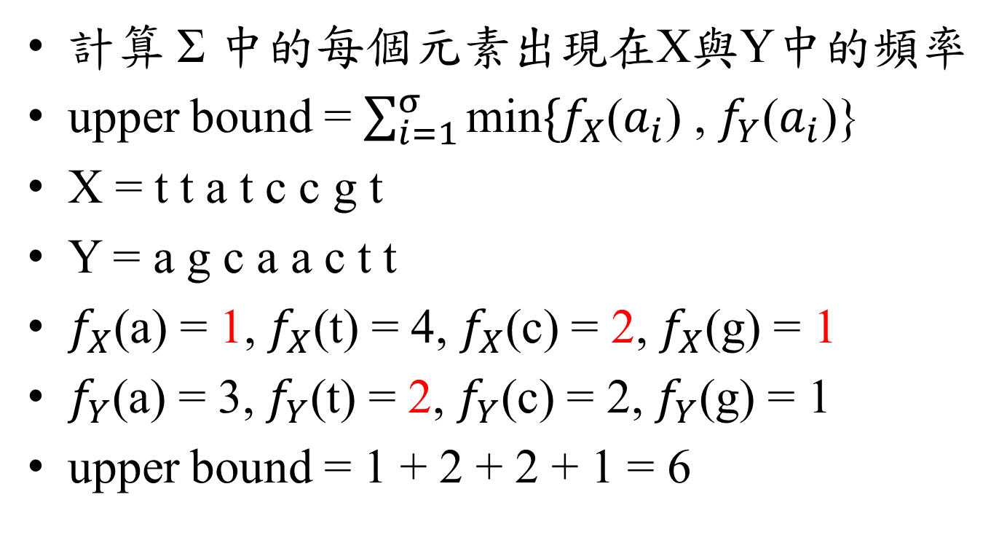 • 計算 Σ 中的每個元素出現在X與Y中的頻率
• upper bound = ∑_{i=1}^{σ} min{f_X(a_i) , f_Y(a_i)}
• X = t t a t c c g t
• Y = a g c a a c t t
• f_X(a) = 1, f_X(t) = 4, f_X(c) = 2, f_X(g) = 1
• f_Y(a) = 3, f_Y(t) = 2, f_Y(c) = 2, f_Y(g) = 1
• upper bound = 1 + 2 + 2 + 1 = 6